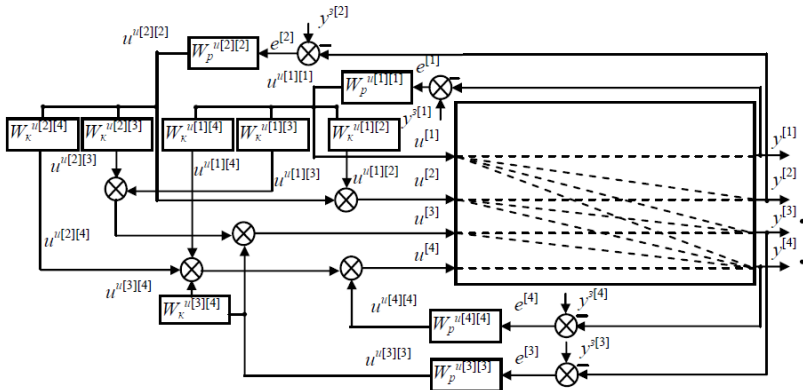 y^{з[2]}
u^{u[2][2]} W_p^{u[2][2]} e^{[2]}
u^{u[1][1]} W_p^{u[1][1]} e^{[1]}
y^{з[1]}
W_к^{u[2][4]} W_к^{u[2][3]} W_к^{u[1][4]} W_к^{u[1][3]} W_к^{u[1][2]} u^{[1]} y^{[1]}
u^{u[2][3]} u^{u[1][4]} u^{u[1][3]} u^{u[1][2]} u^{[2]} y^{[2]}
u^{[3]} y^{[3]}
u^{u[2][4]} u^{[4]} y^{[4]}
u^{u[3][4]}
W_к^{u[3][4]} u^{u[4][4]} W_p^{u[4][4]} e^{[4]} y^{з[4]}
u^{u[3][3]} W_p^{u[3][3]} e^{[3]} y^{з[3]}